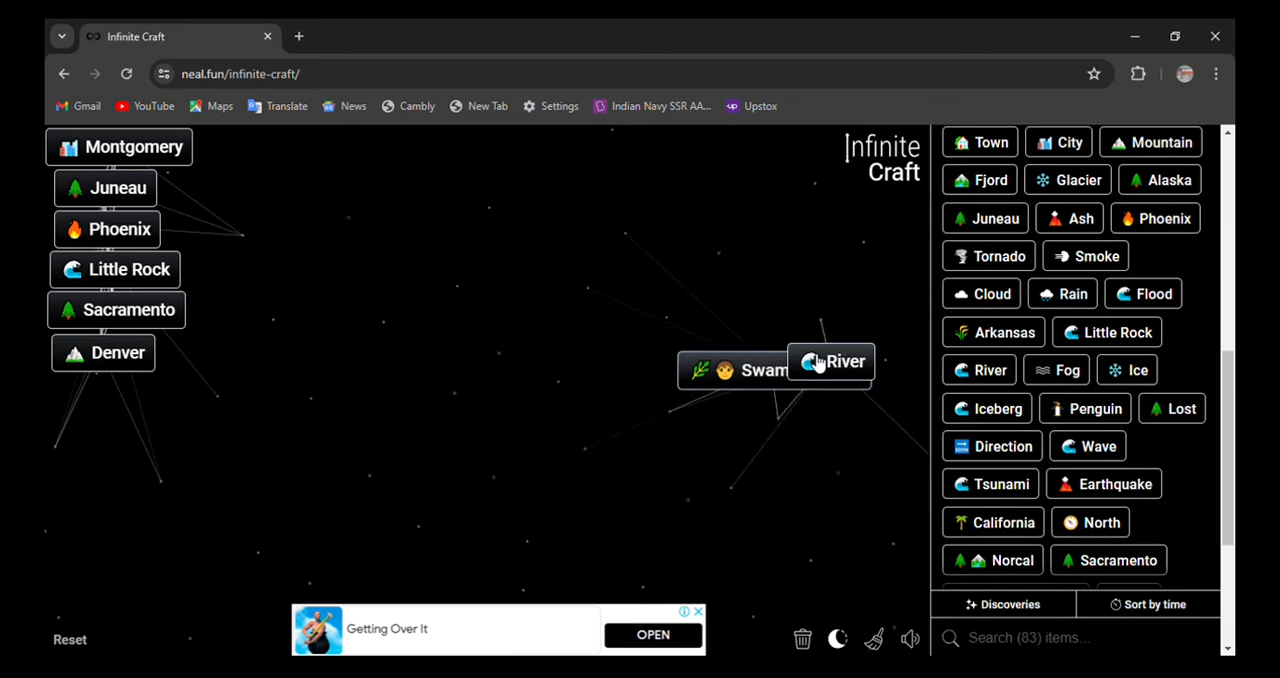 Infinite Craft
neal.fun/infinite-craft/
Gmail YouTube Maps Translate News Cambly New Tab Settings Indian Navy SSR AA... Upstox
Montgomery
Juneau
Phoenix
Little Rock
Sacramento
Denver
Infinite
Craft
River
Town City Mountain
Fjord Glacier Alaska
Juneau Ash Phoenix
Tornado Smoke
Cloud Rain Flood
Arkansas Little Rock
River Fog Ice
Iceberg Penguin Lost
Direction Wave
Tsunami Earthquake
California North
Norcal Sacramento
Discoveries Sort by time
Search (83) items...
Reset
Getting Over It
OPEN